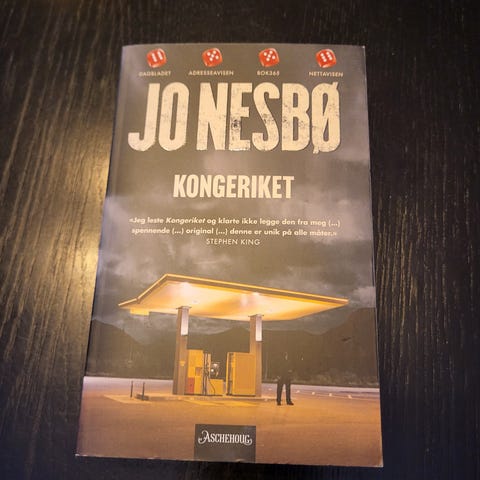 DAGBLADET ADRESSEAVISEN BOK365 NETTAVISEN
JO NESBØ
KONGERIKET
«Jeg leste Kongeriket og klarte ikke legge den fra meg (...)
spennende (...) original (...) denne er unik på alle måter.»
STEPHEN KING
ASCHEHOUG